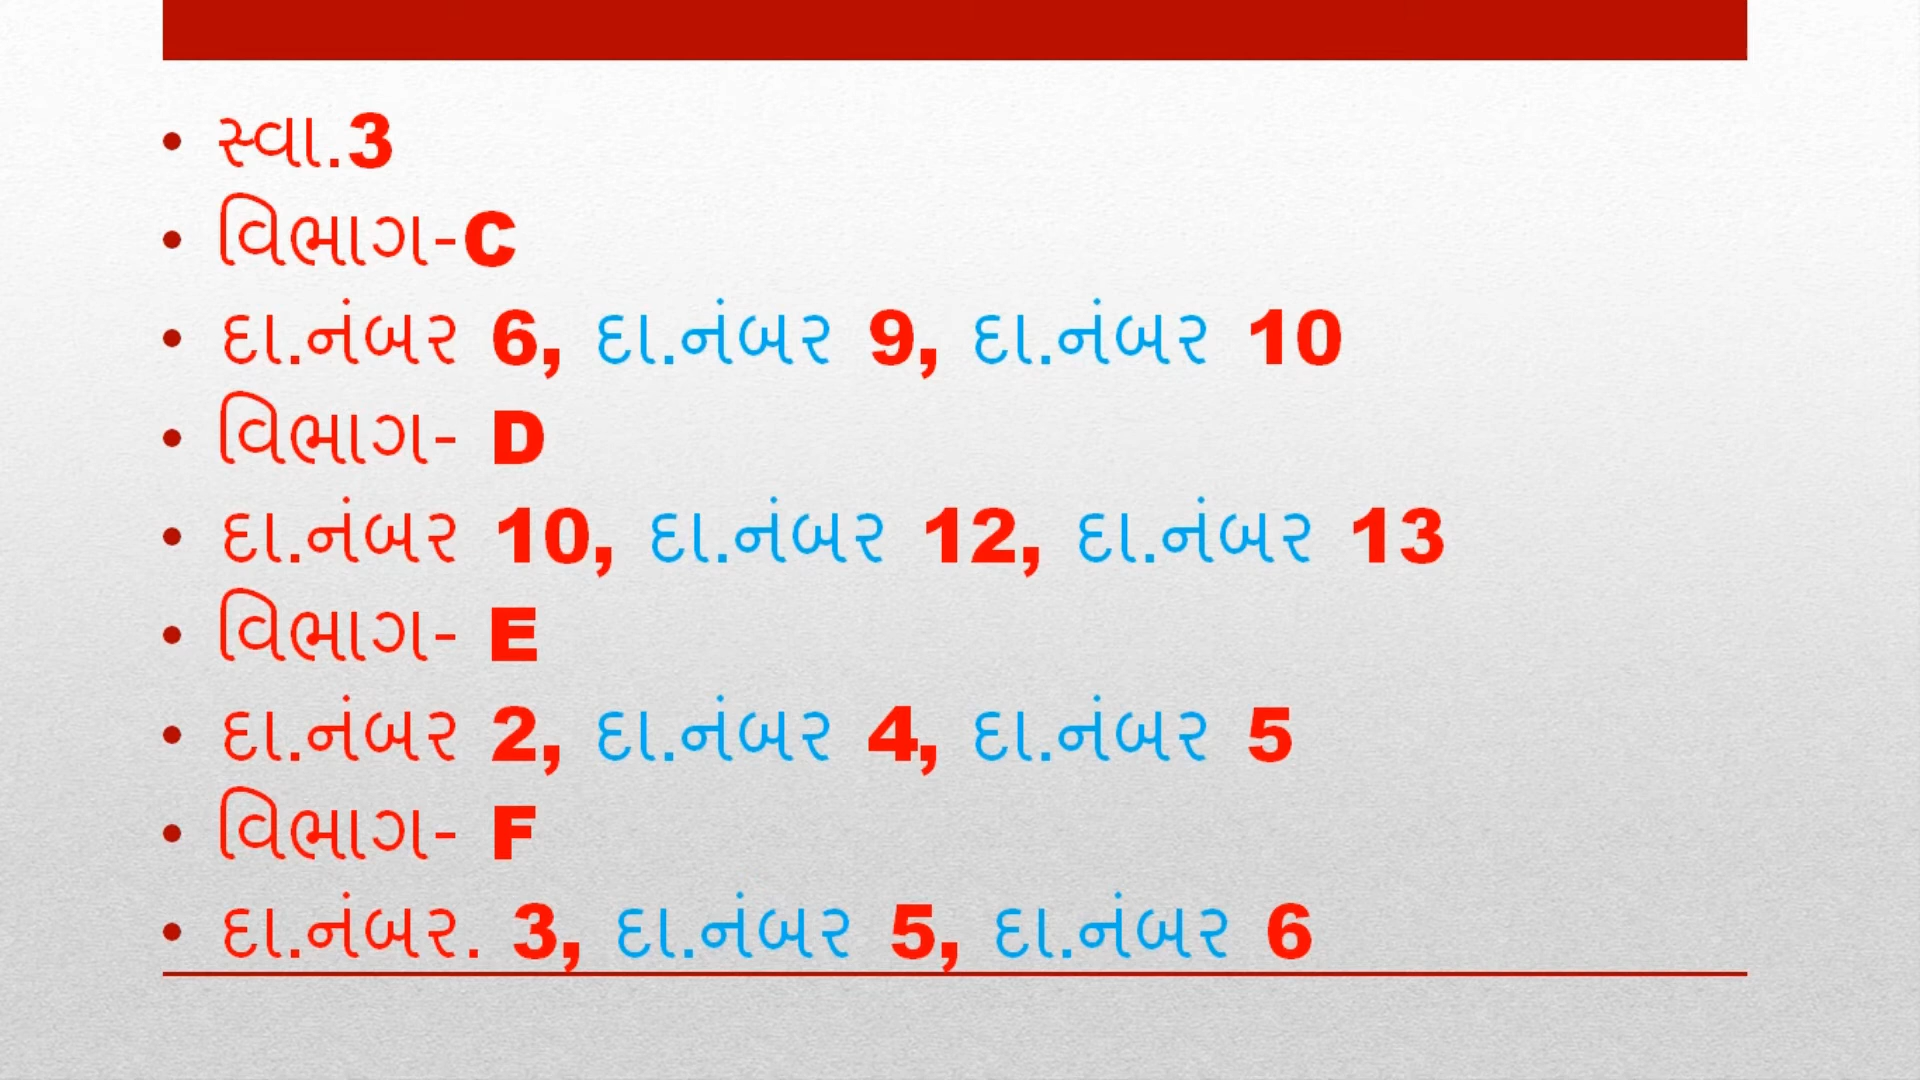 • સ્વા.3
• વિભાગ-C
• દા.નંબર 6, દા.નંબર 9, દા.નંબર 10
• વિભાગ- D
• દા.નંબર 10, દા.નંબર 12, દા.નંબર 13
• વિભાગ- E
• દા.નંબર 2, દા.નંબર 4, દા.નંબર 5
• વિભાગ- F
• દા.નંબર. 3, દા.નંબર 5, દા.નંબર 6